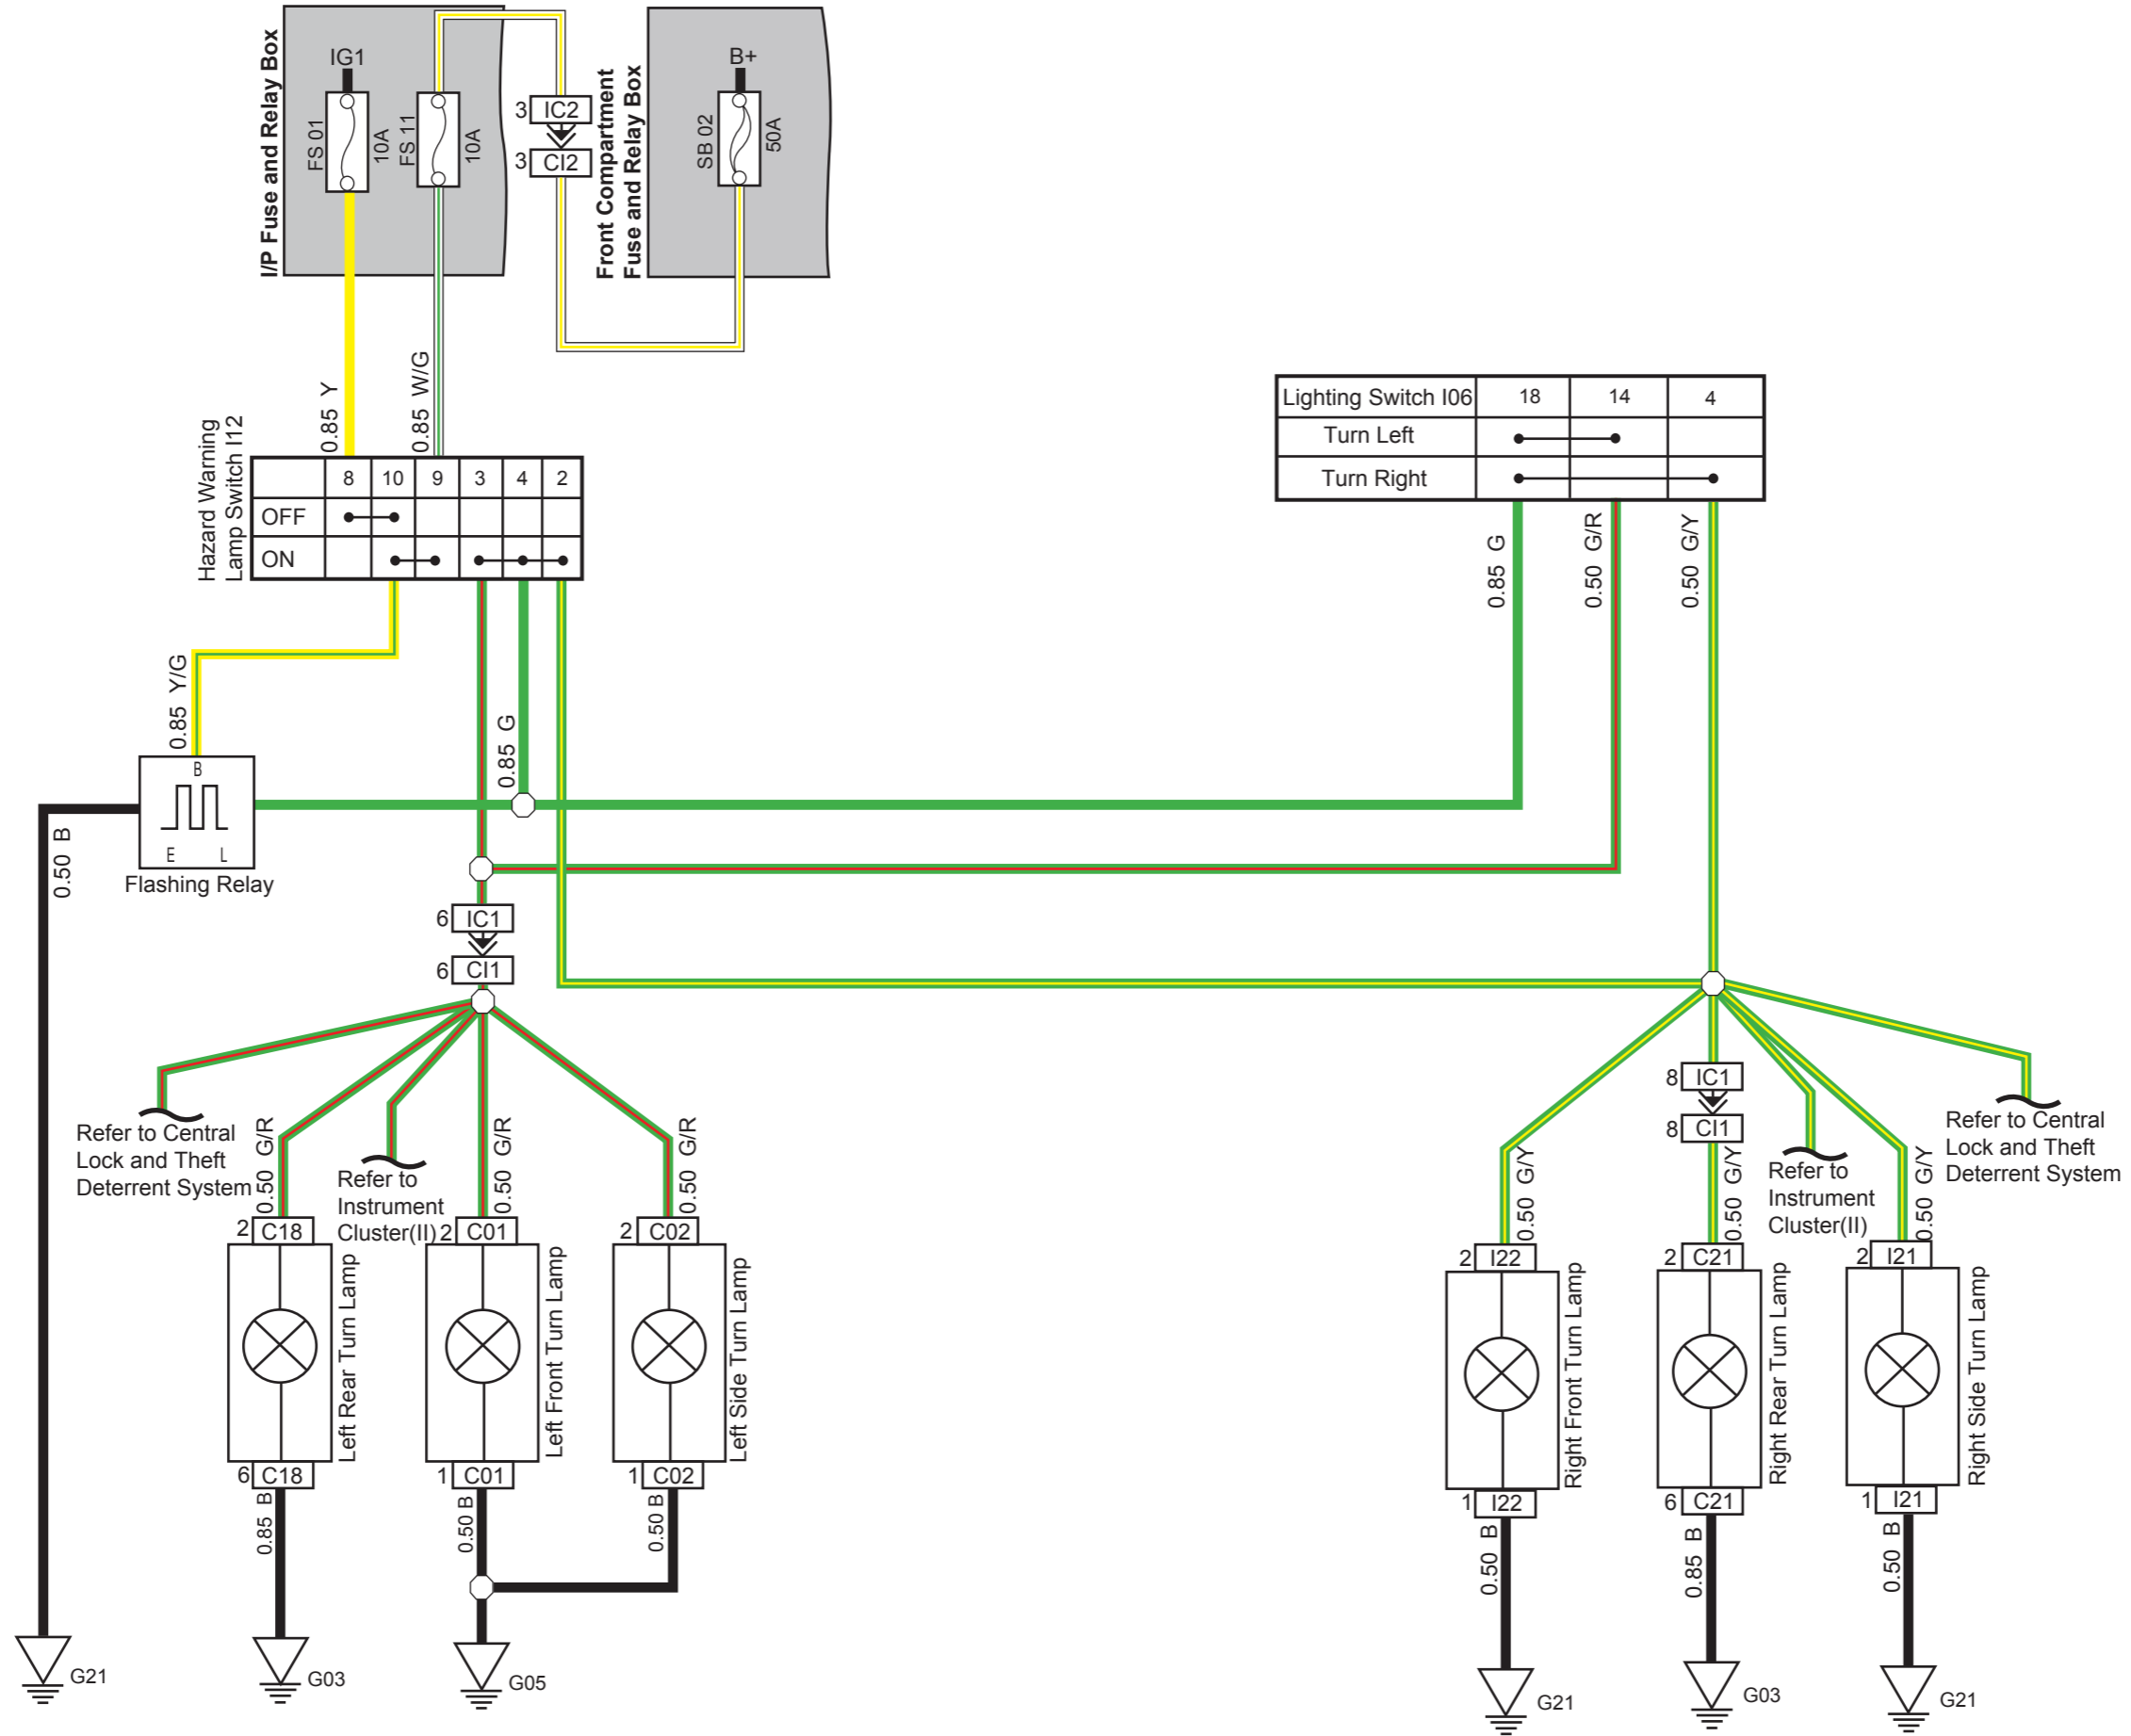 I/P Fuse and Relay Box
IG1
FS 01
10A
FS 11
10A
3 IC2
3 CI2
Front Compartment
Fuse and Relay Box
B+
SB 02
50A
0.85 Y
0.85 W/G
Hazard Warning
Lamp Switch I12
8 10 9 3 4 2
OFF
ON
Lighting Switch I06 18 14 4
Turn Left
Turn Right
0.85 G
0.50 G/R
0.50 G/Y
0.85 Y/G
0.85 G
B
E L
Flashing Relay
0.50 B
6 IC1
6 CI1
8 IC1
8 CI1
Refer to Central
Lock and Theft
Deterrent System
0.50 G/R
Refer to
Instrument
Cluster(II)
0.50 G/R
0.50 G/R
0.50 G/Y
0.50 G/Y
Refer to
Instrument
Cluster(II)
0.50 G/Y
Refer to Central
Lock and Theft
Deterrent System
2 C18
2 C01
2 C02
2 I22
2 C21
2 I21
Left Rear Turn Lamp
Left Front Turn Lamp
Left Side Turn Lamp
Right Front Turn Lamp
Right Rear Turn Lamp
Right Side Turn Lamp
6 C18
1 C01
1 C02
1 I22
6 C21
1 I21
0.85 B
0.50 B
0.50 B
0.50 B
0.85 B
0.50 B
G21
G03
G05
G21
G03
G21